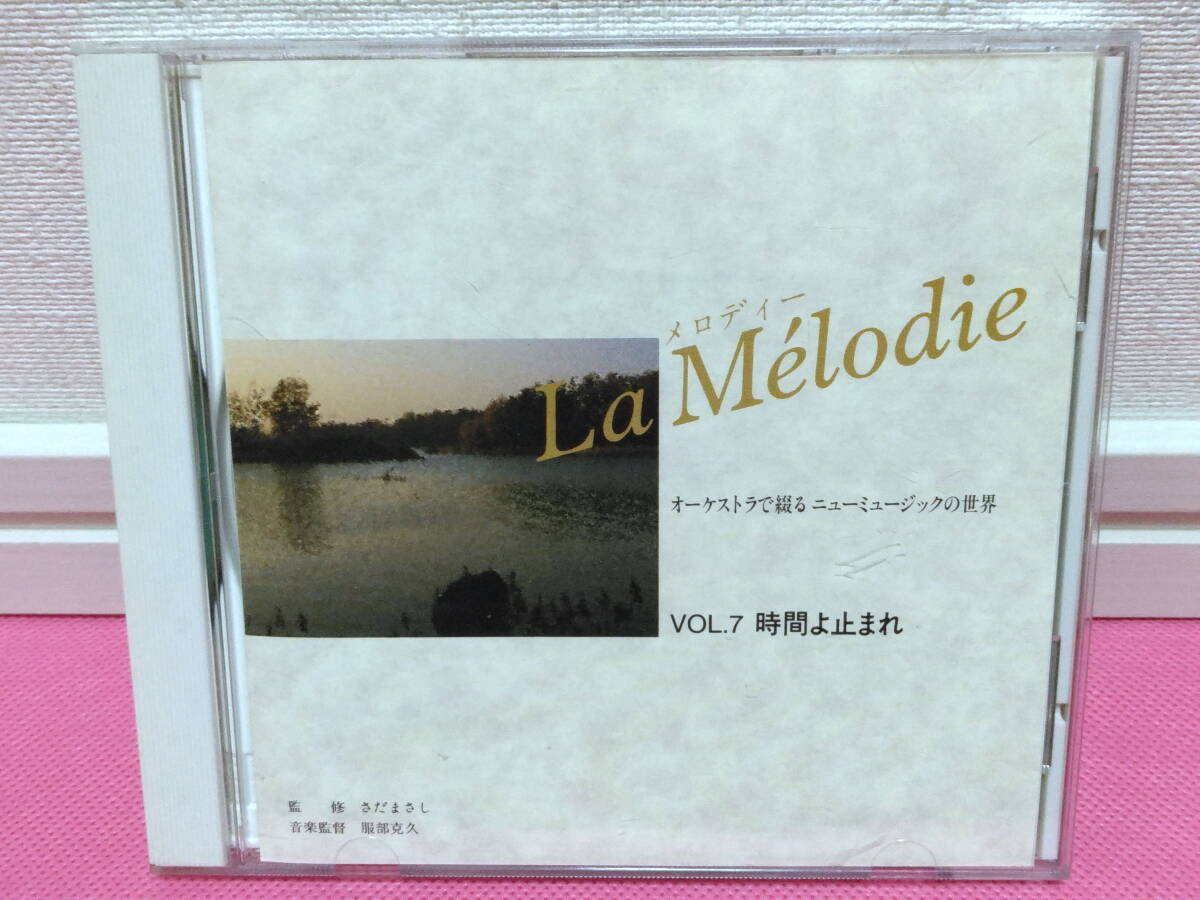 メロディー
La Mélodie
オーケストラで綴る ニューミュージックの世界
VOL.7 時間よ止まれ
監　修　さだまさし
音楽監督　服部克久